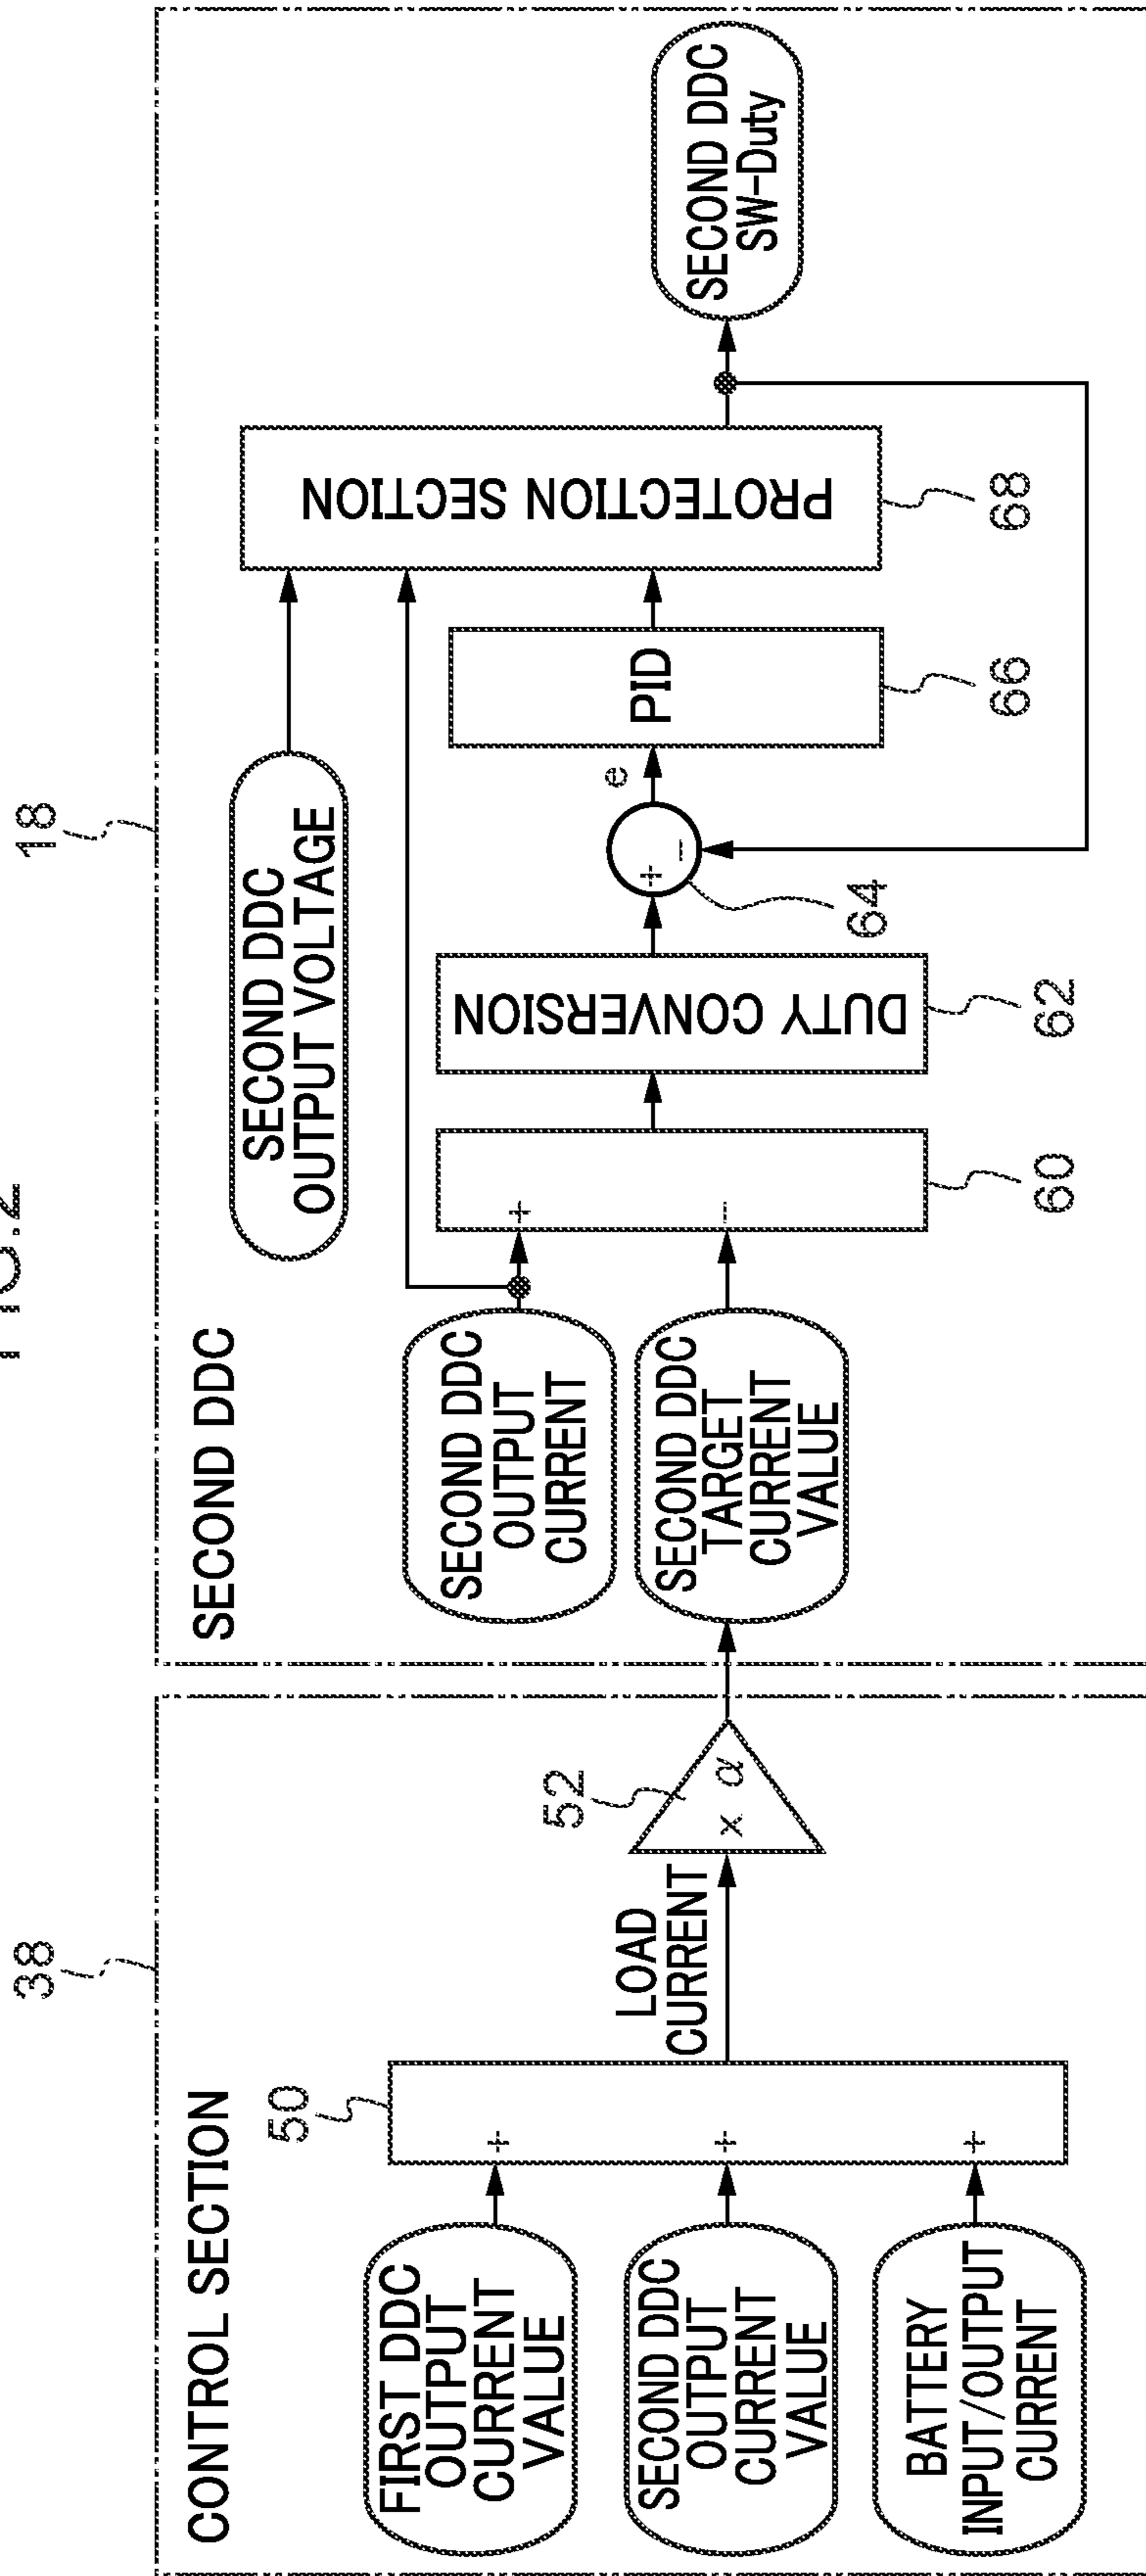 FIG.2
38
18
CONTROL SECTION
FIRST DDC
OUTPUT
CURRENT
VALUE
+
SECOND DDC
OUTPUT
CURRENT
VALUE
+
BATTERY
INPUT/OUTPUT
CURRENT
+
50
LOAD
CURRENT
52
x α
SECOND DDC
SECOND DDC
OUTPUT VOLTAGE
SECOND DDC
OUTPUT
CURRENT
+
SECOND DDC
TARGET
CURRENT
VALUE
−
60
DUTY CONVERSION
62
+
−
64
e
PID
66
PROTECTION SECTION
68
SECOND DDC
SW-Duty